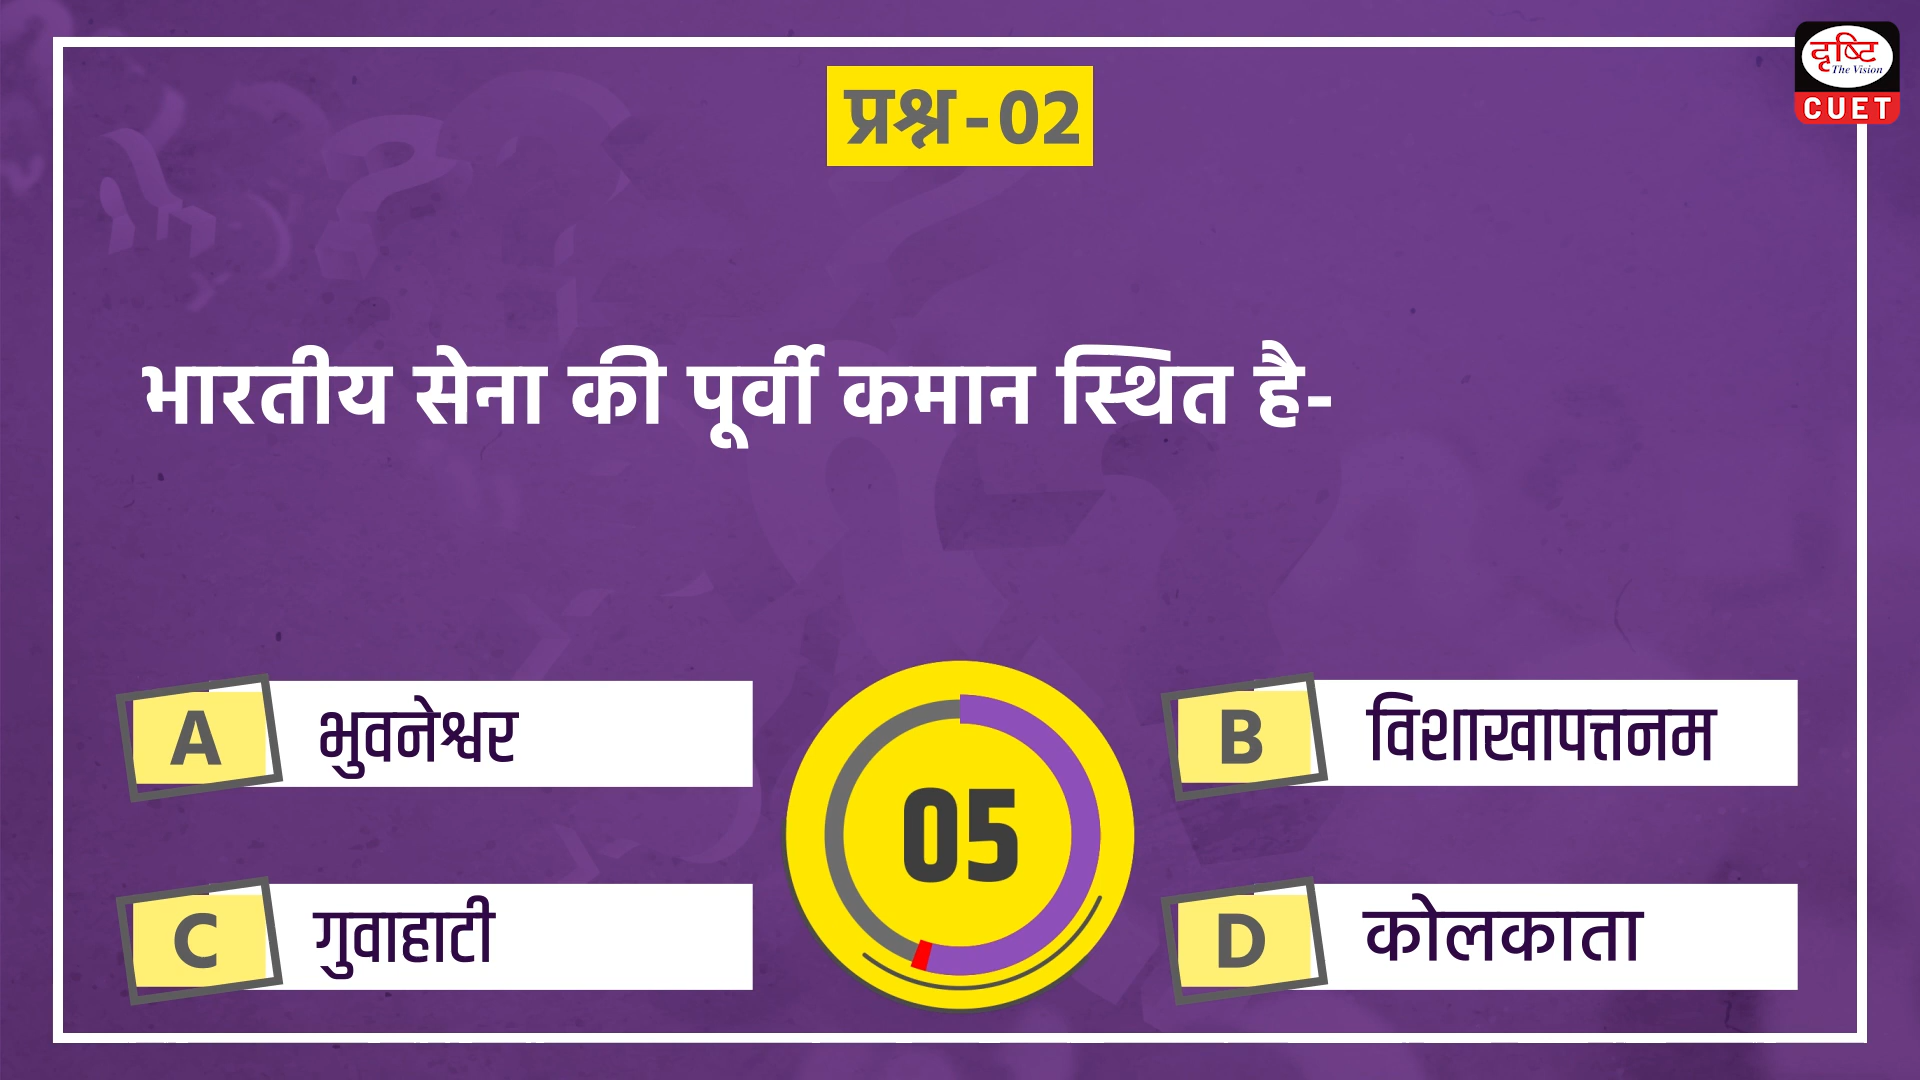 दृष्टि
The Vision
CUET
प्रश्न-02
भारतीय सेना की पूर्वी कमान स्थित है-
A भुवनेश्वर
B विशाखापत्तनम
05
C गुवाहाटी
D कोलकाता